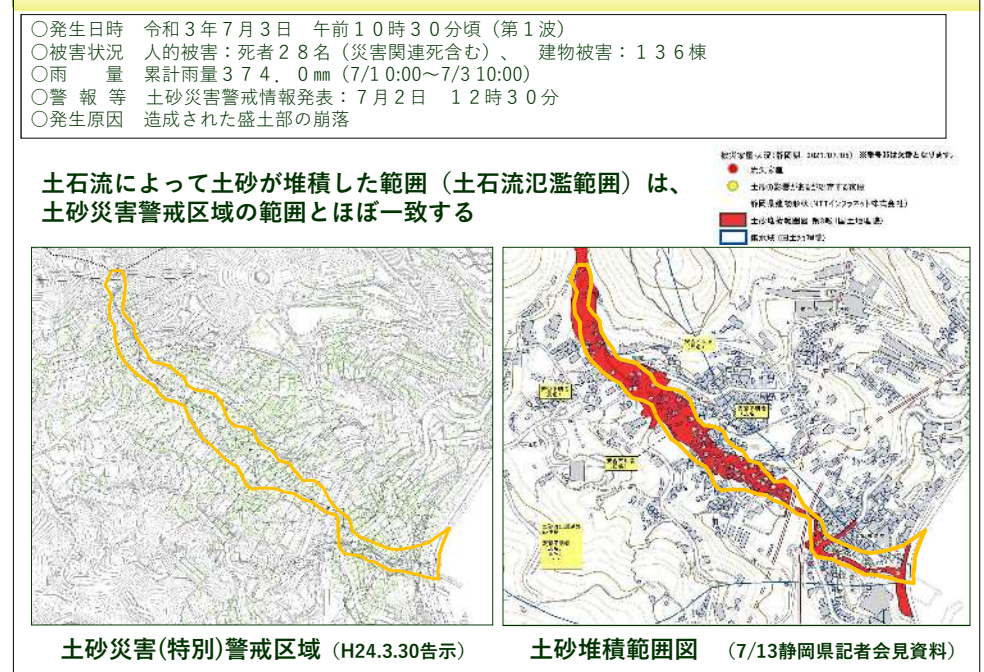 ○発生日時　令和３年７月３日　午前１０時３０分頃（第１波）
○被害状況　人的被害：死者２８名（災害関連死含む）、　建物被害：１３６棟
○雨　　量　累計雨量３７４．０㎜（7/1 0:00～7/3 10:00）
○警 報 等　土砂災害警戒情報発表：７月２日　１２時３０分
○発生原因　造成された盛土部の崩落
土石流によって土砂が堆積した範囲（土石流氾濫範囲）は、
土砂災害警戒区域の範囲とほぼ一致する
土砂災害(特別)警戒区域（H24.3.30告示）
土砂堆積範囲図　（7/13静岡県記者会見資料）